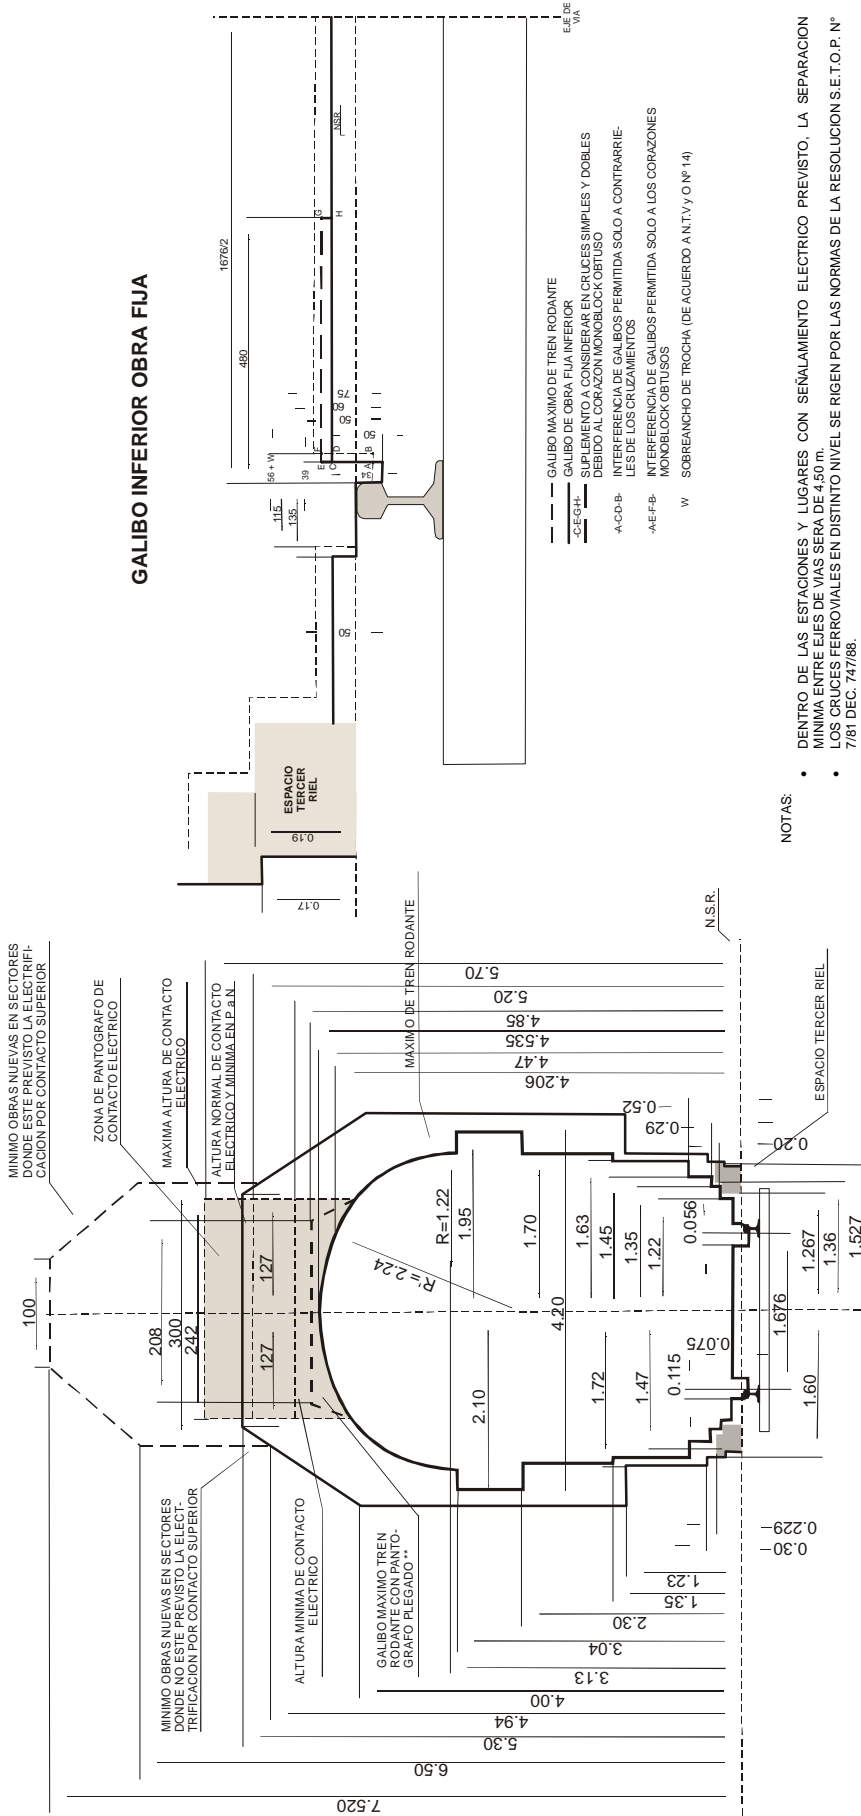 GALIBO INFERIOR OBRA FIJA
EJE DE
VIA
1676/2
480
NSR
G
H
56 + W
39
115
135
E
F
C
D
A
B
34
50
50
60
75
50
ESPACIO
TERCER
RIEL
0.19
0.17
GALIBO MAXIMO DE TREN RODANTE
GALIBO DE OBRA FIJA INFERIOR
-C-E-G-H-
SUPLEMENTO A CONSIDERAR EN CRUCES SIMPLES Y DOBLES
DEBIDO AL CORAZON MONOBLOCK OBTUSO
-A-C-D-B-
INTERFERENCIA DE GALIBOS PERMITIDA SOLO A CONTRARRIE-
LES DE LOS CRUZAMIENTOS
-A-E-F-B-
INTERFERENCIA DE GALIBOS PERMITIDA SOLO A LOS CORAZONES
MONOBLOCK OBTUSOS
W
SOBREANCHO DE TROCHA (DE ACUERDO A N.T.V y O Nº 14)
NOTAS:
• DENTRO DE LAS ESTACIONES Y LUGARES CON SEÑALAMIENTO ELECTRICO PREVISTO, LA SEPARACION
MINIMA ENTRE EJES DE VIAS SERA DE 4,50 m.
• LOS CRUCES FERROVIALES EN DISTINTO NIVEL SE RIGEN POR LAS NORMAS DE LA RESOLUCION S.E.T.O.P. N°
7/81 DEC. 747/88.
MINIMO OBRAS NUEVAS EN SECTORES
DONDE ESTE PREVISTO LA ELECTRIFI-
CACION POR CONTACTO SUPERIOR
ZONA DE PANTOGRAFO DE
CONTACTO ELECTRICO
MAXIMA ALTURA DE CONTACTO
ELECTRICO
ALTURA NORMAL DE CONTACTO
ELECTRICO Y MINIMA EN P a N
MAXIMO DE TREN RODANTE
N.S.R.
ESPACIO TERCER RIEL
5.70
5.20
4.85
4.535
4.47
4.206
0.52
0.29
0.20
100
208
300
242
127
127
R=1.22
1.95
R'=2.24
1.70
4.20
2.10
1.63
1.45
1.35
1.22
0.056
1.72
1.47
0.115
0.075
1.676
1.267
1.36
1.527
1.60
MINIMO OBRAS NUEVAS EN SECTORES
DONDE NO ESTE PREVISTO LA ELECT-
TRIFICACION POR CONTACTO SUPERIOR
ALTURA MINIMA DE CONTACTO
ELECTRICO
GALIBO MAXIMO TREN
RODANTE CON PANTO-
GRAFO PLEGADO **
0.229
0.30
1.23
1.35
2.30
3.04
3.13
4.00
4.94
5.30
6.50
7.520